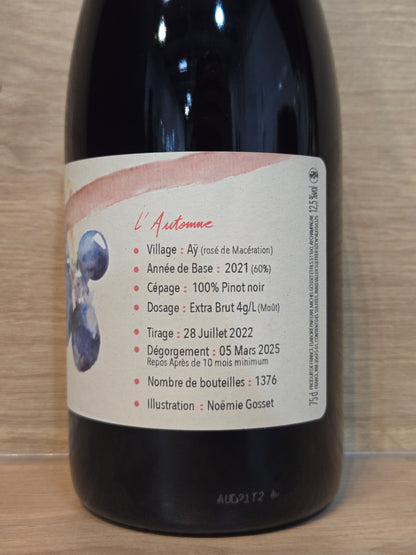 L'Automne
• Village : Aÿ (rosé de Macération)
• Année de Base : 2021 (60%)
• Cépage : 100% Pinot noir
• Dosage : Extra Brut 4g/L (Moût)
• Tirage : 28 Juillet 2022
• Dégorgement : 05 Mars 2025
Repos Après de 10 mois minimum
• Nombre de bouteilles : 1376
• Illustration : Noëmie Gosset
75cl
12,5%vol